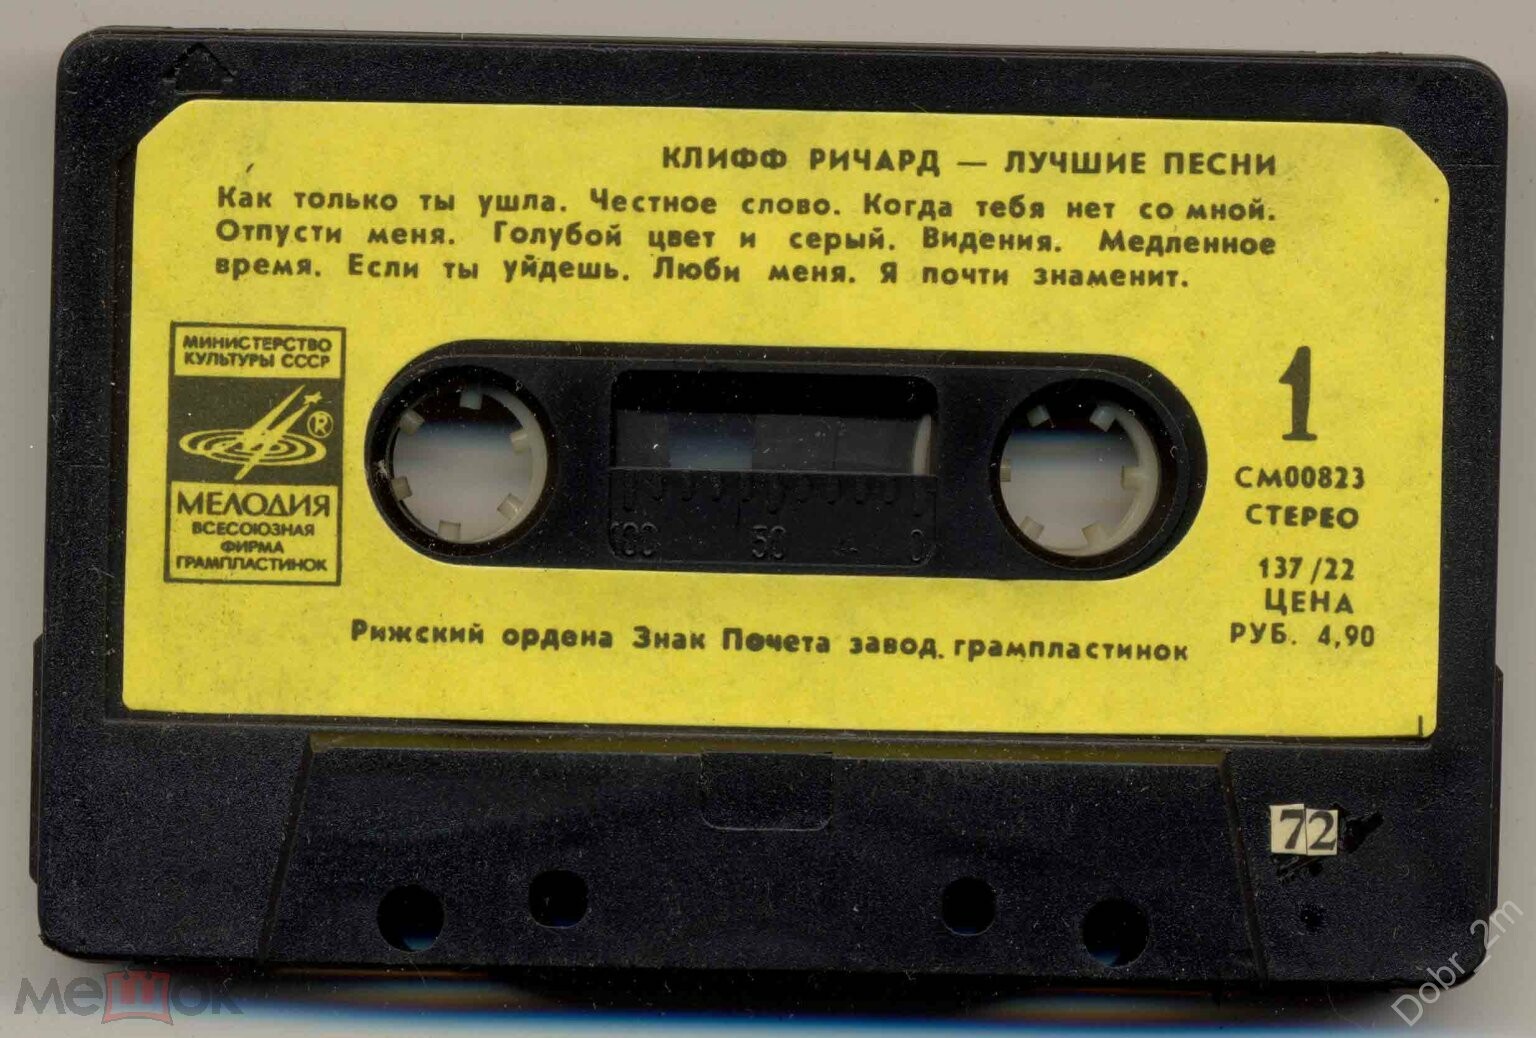 КЛИФФ РИЧАРД — ЛУЧШИЕ ПЕСНИ
Как только ты ушла. Честное слово. Когда тебя нет со мной.
Отпусти меня. Голубой цвет и серый. Видения. Медленное
время. Если ты уйдешь. Люби меня. Я почти знаменит.
МИНИСТЕРСТВО
КУЛЬТУРЫ СССР
®
МЕЛОДИЯ
ВСЕСОЮЗНАЯ
ФИРМА
ГРАМПЛАСТИНОК
1
СМ00823
СТЕРЕО
137/22
ЦЕНА
РУБ. 4,90
100 50 0
Рижский ордена Знак Почета завод. грампластинок
72
мешок
Dobr_2m